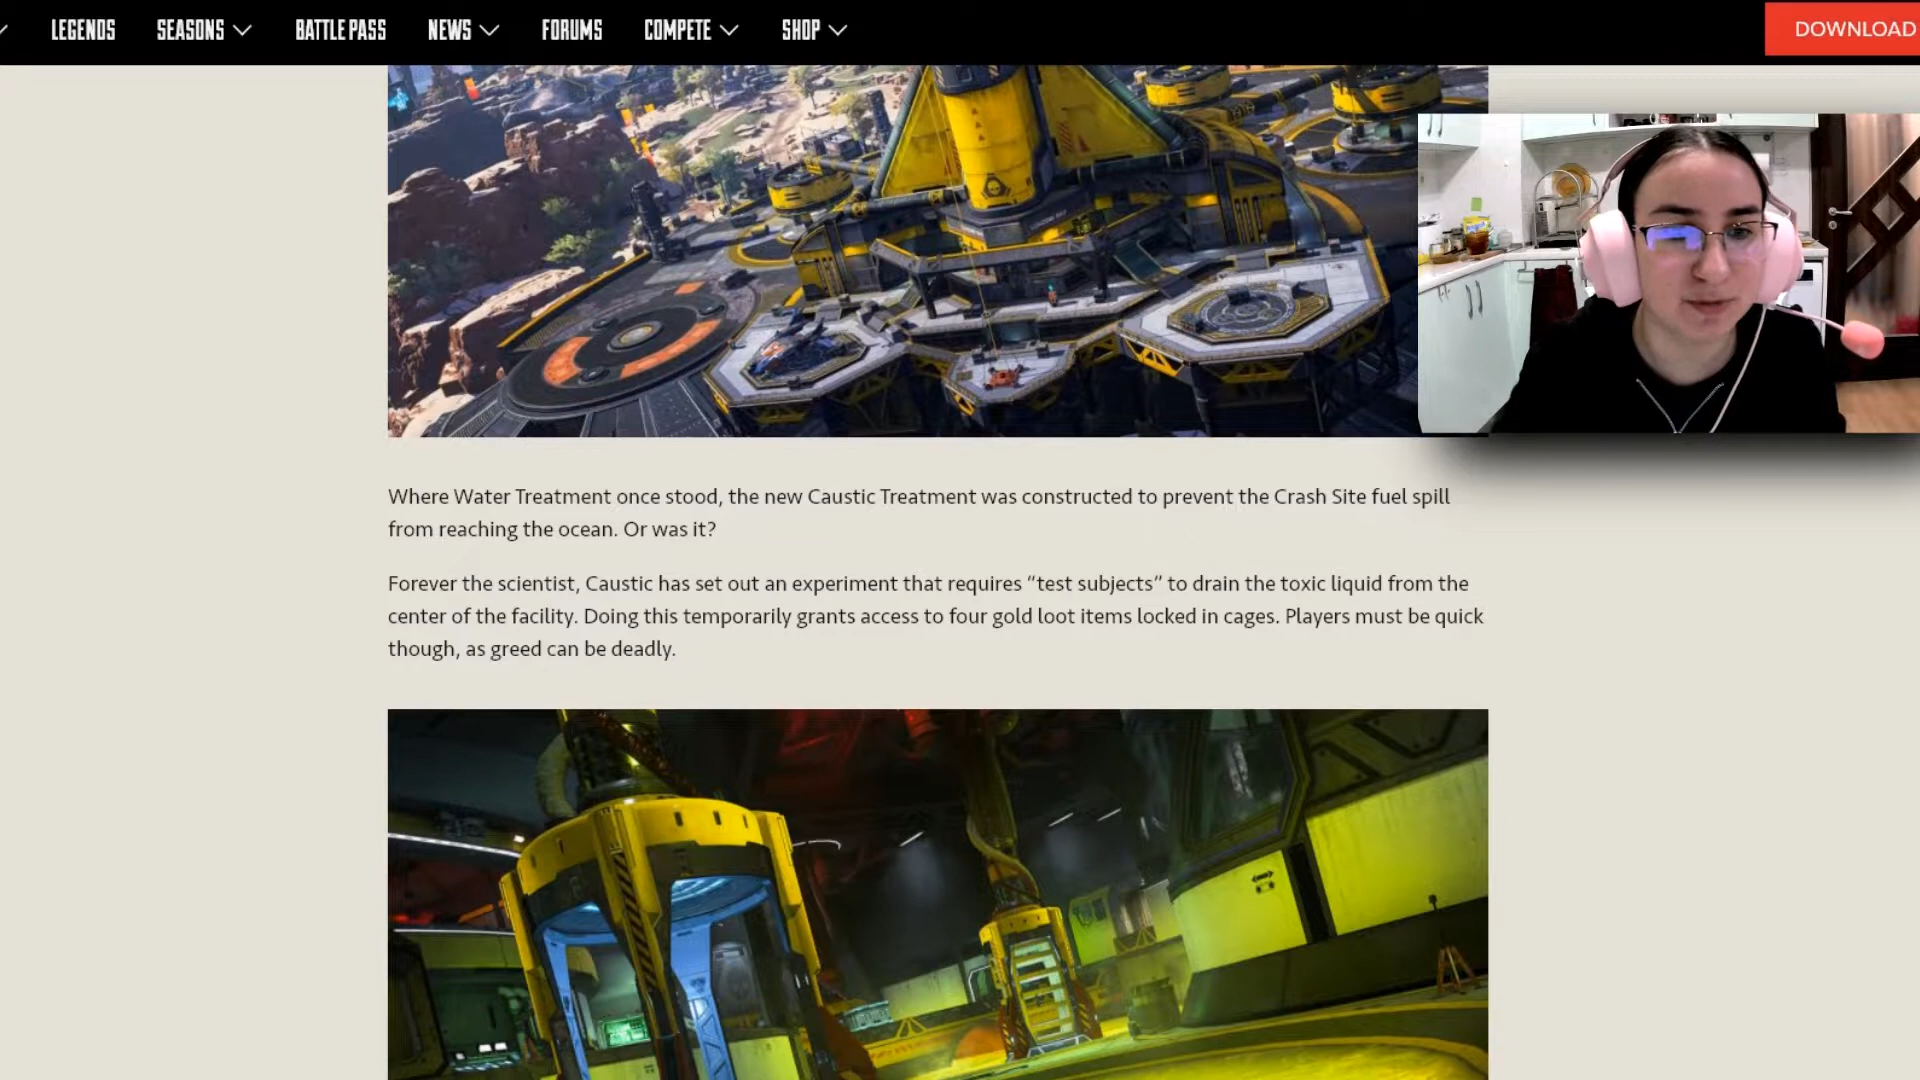 LEGENDS SEASONS BATTLE PASS NEWS FORUMS COMPETE SHOP DOWNLOAD
Where Water Treatment once stood, the new Caustic Treatment was constructed to prevent the Crash Site fuel spill
from reaching the ocean. Or was it?
Forever the scientist, Caustic has set out an experiment that requires “test subjects” to drain the toxic liquid from the
center of the facility. Doing this temporarily grants access to four gold loot items locked in cages. Players must be quick
though, as greed can be deadly.